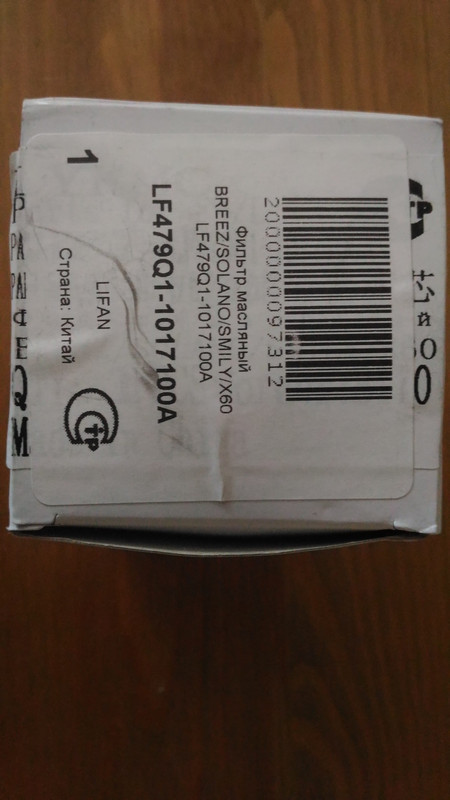 2000000097312
Фильтр масляный
BREEZ/SOLANO/SMILY/X60
LF479Q1-1017100A
LF479Q1-1017100A
LIFAN
Страна: Китай
1